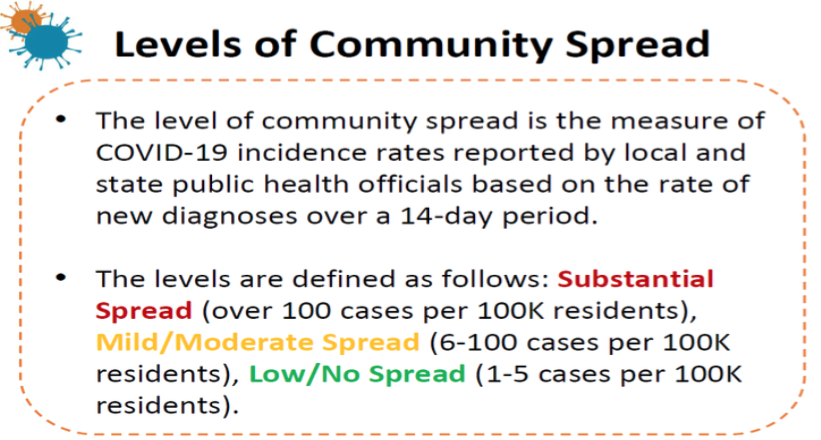 Levels of Community Spread
• The level of community spread is the measure of
COVID-19 incidence rates reported by local and
state public health officials based on the rate of
new diagnoses over a 14-day period.
• The levels are defined as follows: Substantial
Spread (over 100 cases per 100K residents),
Mild/Moderate Spread (6-100 cases per 100K
residents), Low/No Spread (1-5 cases per 100K
residents).